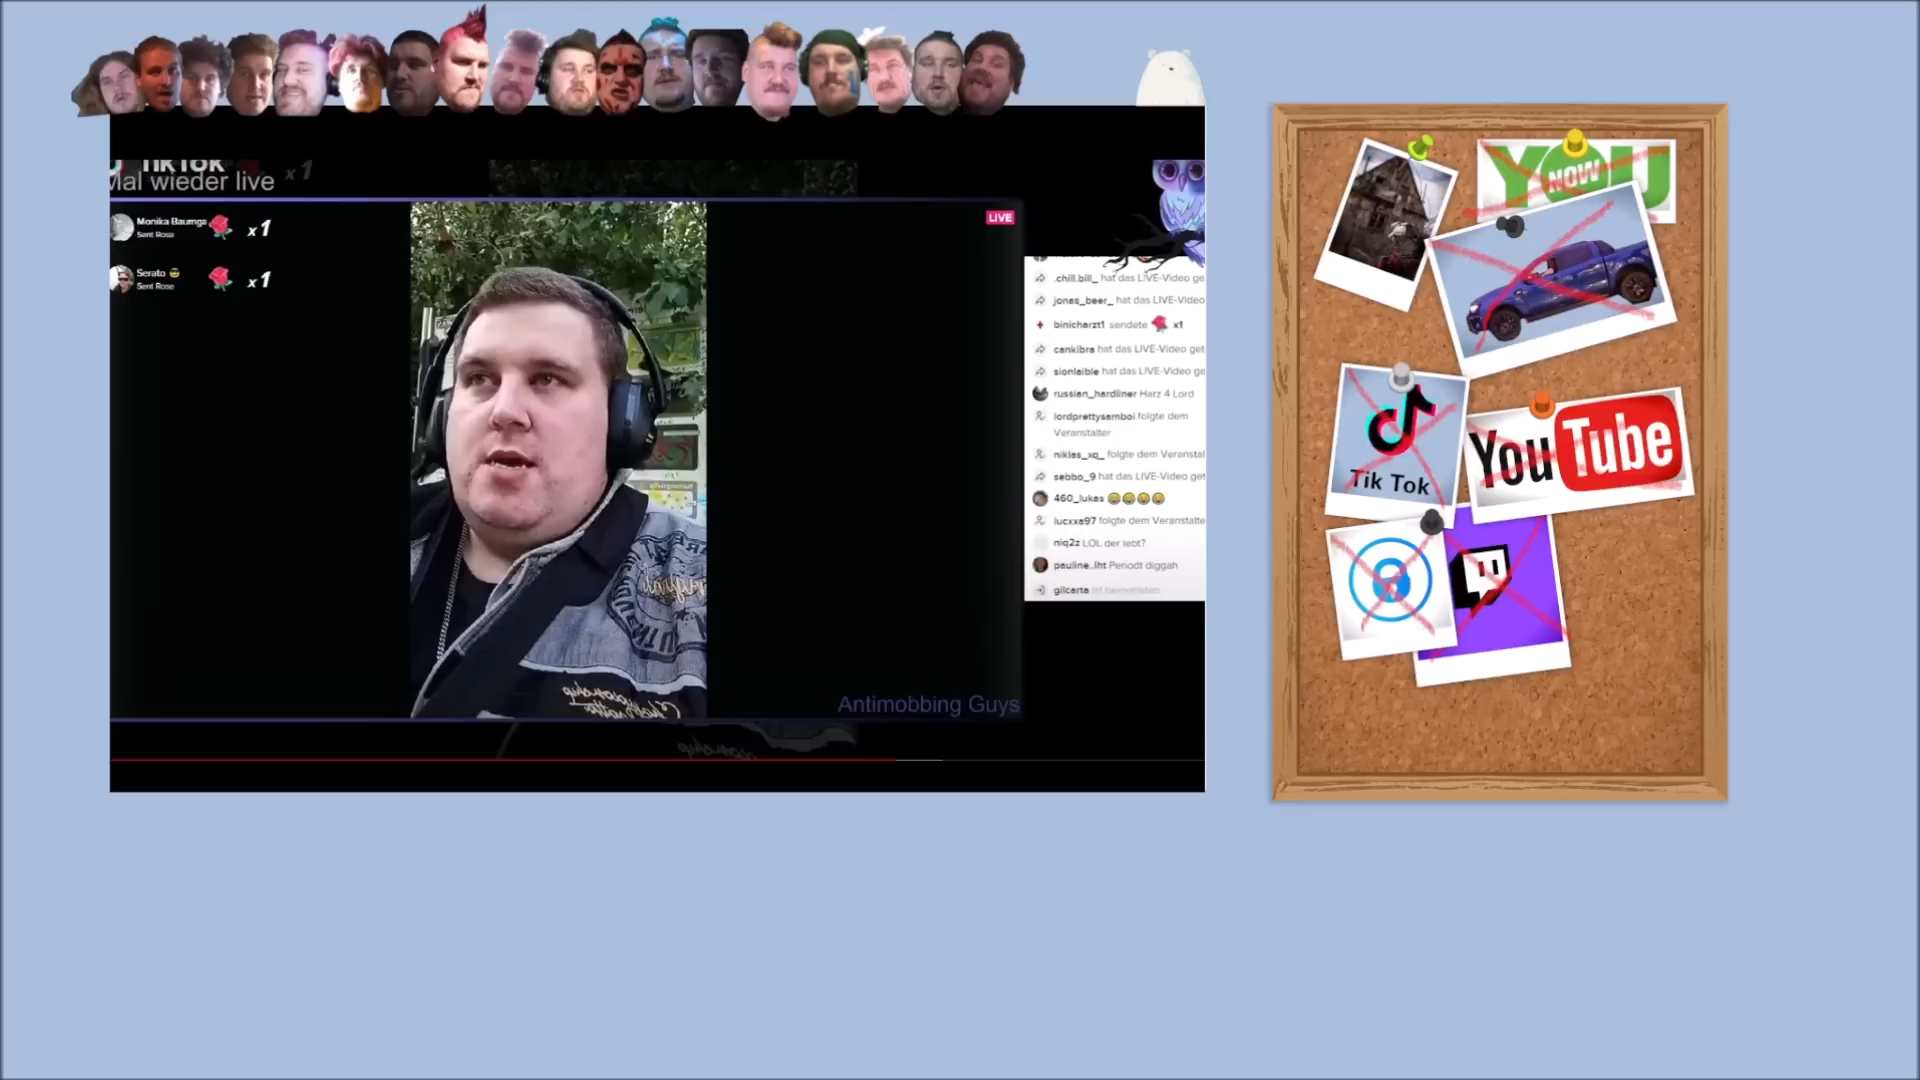 TikTok
Mal wieder live
x1
Monika Baumga
Sent Rose
x1
Serato
Sent Rose
x1
LIVE
.chill.bill_ hat das LIVE-Video ge
jonas_beer_ hat das LIVE-Video
binicharzt1 sendete x1
cankibra hat das LIVE-Video get
sionlaible hat das LIVE-Video get
russian_hardliner Harz 4 Lord
lordprettysamboi folgte dem
Veranstalter
niklas_xq_ folgte dem Veranstal
sebbo_9 hat das LIVE-Video get
460_lukas 😂😂😂😂
lucxxa97 folgte dem Veranstalte
niq2z LOL der lebt?
pauline..lht Periodt diggah
gilcarta ist beigetreten
Antimobbing Guys
YOU
NOW
Tik Tok
YouTube